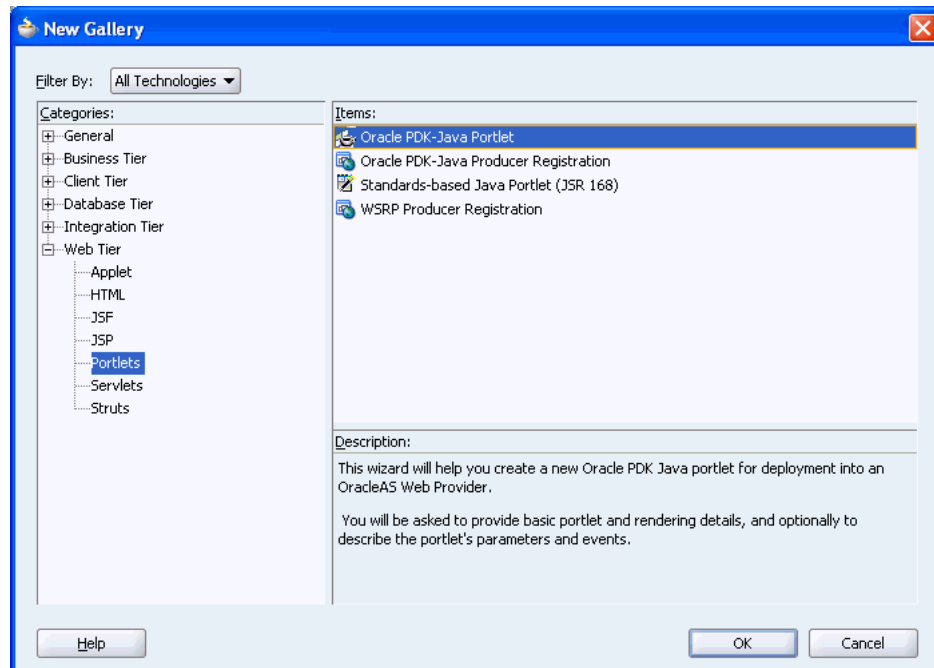 New Gallery
Filter By: All Technologies
Categories:
General
Business Tier
Client Tier
Database Tier
Integration Tier
Web Tier
Applet
HTML
JSF
JSP
Portlets
Servlets
Struts
Items:
Oracle PDK-Java Portlet
Oracle PDK-Java Producer Registration
Standards-based Java Portlet (JSR 168)
WSRP Producer Registration
Description:
This wizard will help you create a new Oracle PDK Java portlet for deployment into an
OracleAS Web Provider.
You will be asked to provide basic portlet and rendering details, and optionally to
describe the portlet's parameters and events.
Help
OK
Cancel